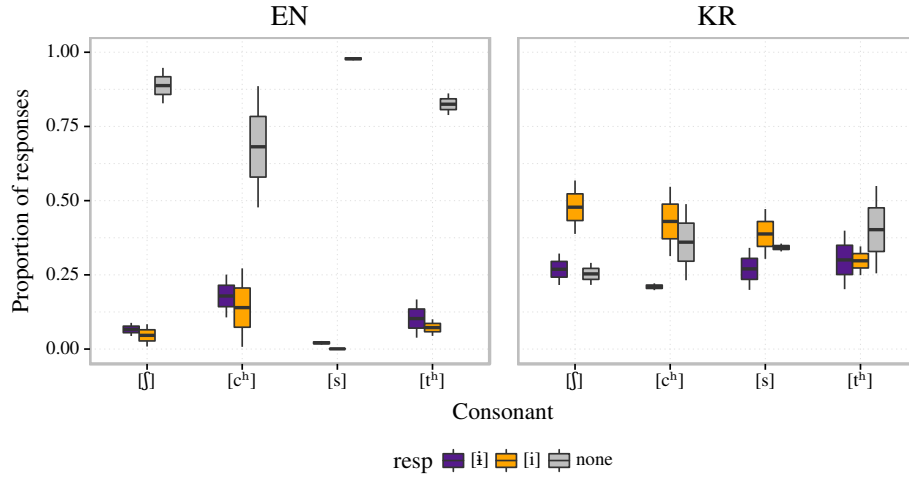 EN
KR
Proportion of responses
1.00
0.75
0.50
0.25
0.00
[ʃ] [cʰ] [s] [tʰ]
[ʃ] [cʰ] [s] [tʰ]
Consonant
resp [ɨ] [i] none